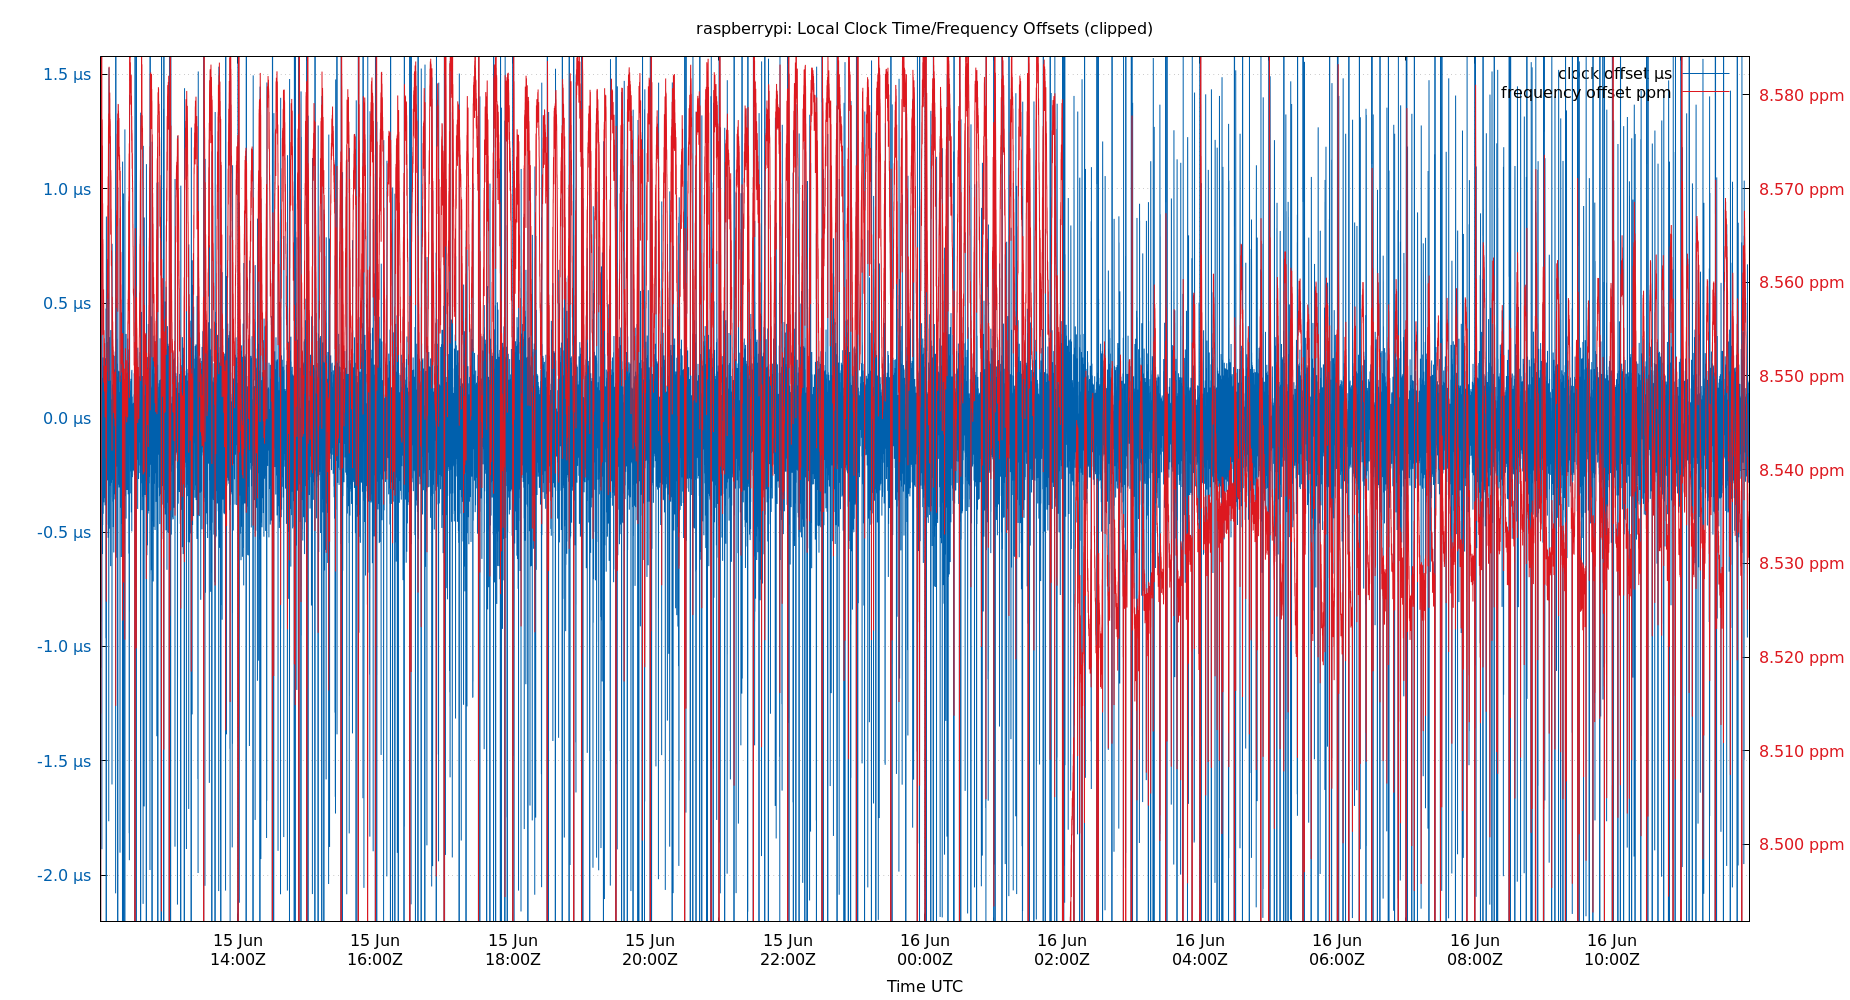 raspberrypi: Local Clock Time/Frequency Offsets (clipped)
clock offset µs
frequency offset ppm
1.5 µs
1.0 µs
0.5 µs
0.0 µs
-0.5 µs
-1.0 µs
-1.5 µs
-2.0 µs
8.580 ppm
8.570 ppm
8.560 ppm
8.550 ppm
8.540 ppm
8.530 ppm
8.520 ppm
8.510 ppm
8.500 ppm
15 Jun
14:00Z
15 Jun
16:00Z
15 Jun
18:00Z
15 Jun
20:00Z
15 Jun
22:00Z
16 Jun
00:00Z
16 Jun
02:00Z
16 Jun
04:00Z
16 Jun
06:00Z
16 Jun
08:00Z
16 Jun
10:00Z
Time UTC